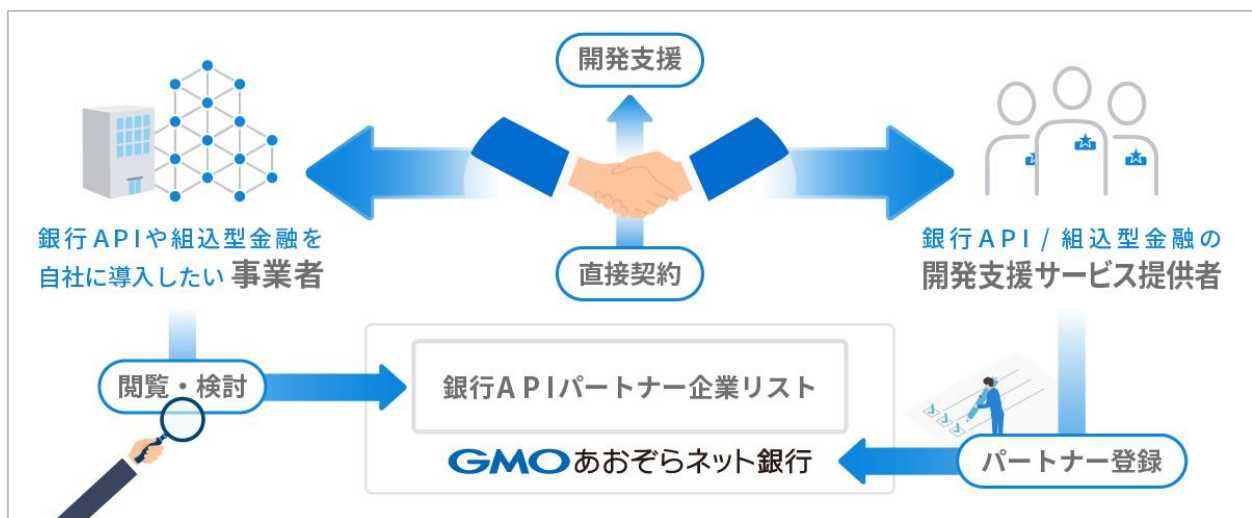 開発支援
銀行APIや組込型金融を
自社に導入したい 事業者
直接契約
銀行API / 組込型金融の
開発支援サービス提供者
閲覧・検討
銀行APIパートナー企業リスト
GMOあおぞらネット銀行
パートナー登録